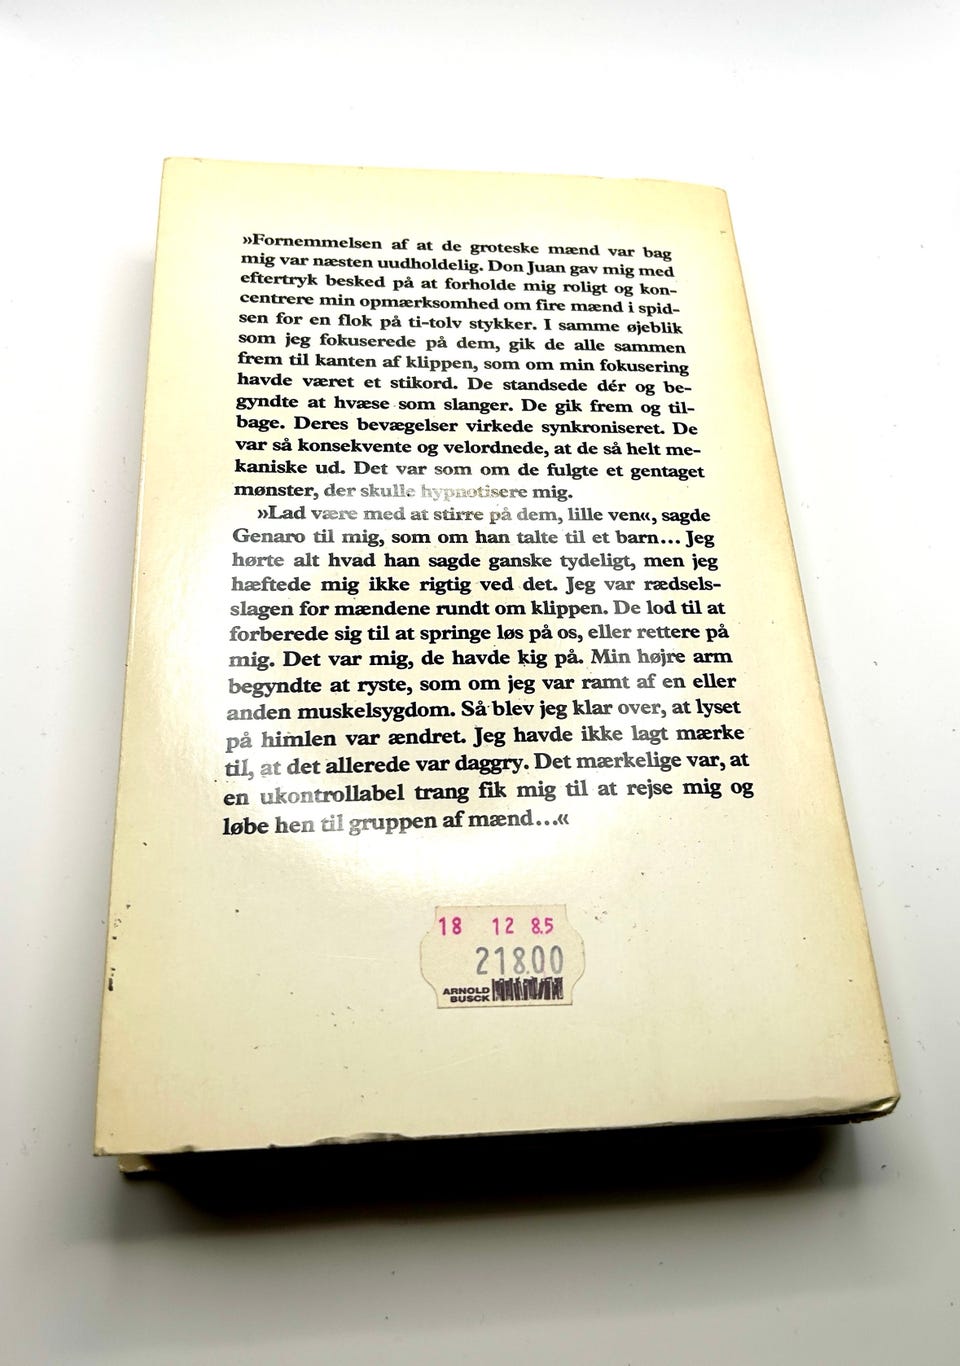 »Fornemmelsen af at de groteske mænd var bag
mig var næsten uudholdelig. Don Juan gav mig med
eftertryk besked på at forholde mig roligt og kon-
centrere min opmærksomhed om fire mænd i spid-
sen for en flok på ti-tolv stykker. I samme øjeblik
som jeg fokuserede på dem, gik de alle sammen
frem til kanten af klippen, som om min fokusering
havde været et stikord. De standsede dér og be-
gyndte at hvæse som slanger. De gik frem og til-
bage. Deres bevægelser virkede synkroniseret. De
var så konsekvente og velordnede, at de så helt me-
kaniske ud. Det var som om de fulgte et gentaget
mønster, der skulle hypnotisere mig.
»Lad være med at stirre på dem, lille ven«, sagde
Genaro til mig, som om han talte til et barn... Jeg
hørte alt hvad han sagde ganske tydeligt, men jeg
hæftede mig ikke rigtig ved det. Jeg var rædsels-
slagen for mændene rundt om klippen. De lod til at
forberede sig til at springe løs på os, eller rettere på
mig. Det var mig, de havde kig på. Min højre arm
begyndte at ryste, som om jeg var ramt af en eller
anden muskelsygdom. Så blev jeg klar over, at lyset
på himlen var ændret. Jeg havde ikke lagt mærke
til, at det allerede var daggry. Det mærkelige var, at
en ukontrollabel trang fik mig til at rejse mig og
løbe hen til gruppen af mænd...«
18 12 85
218.00
ARNOLD
BUSCK